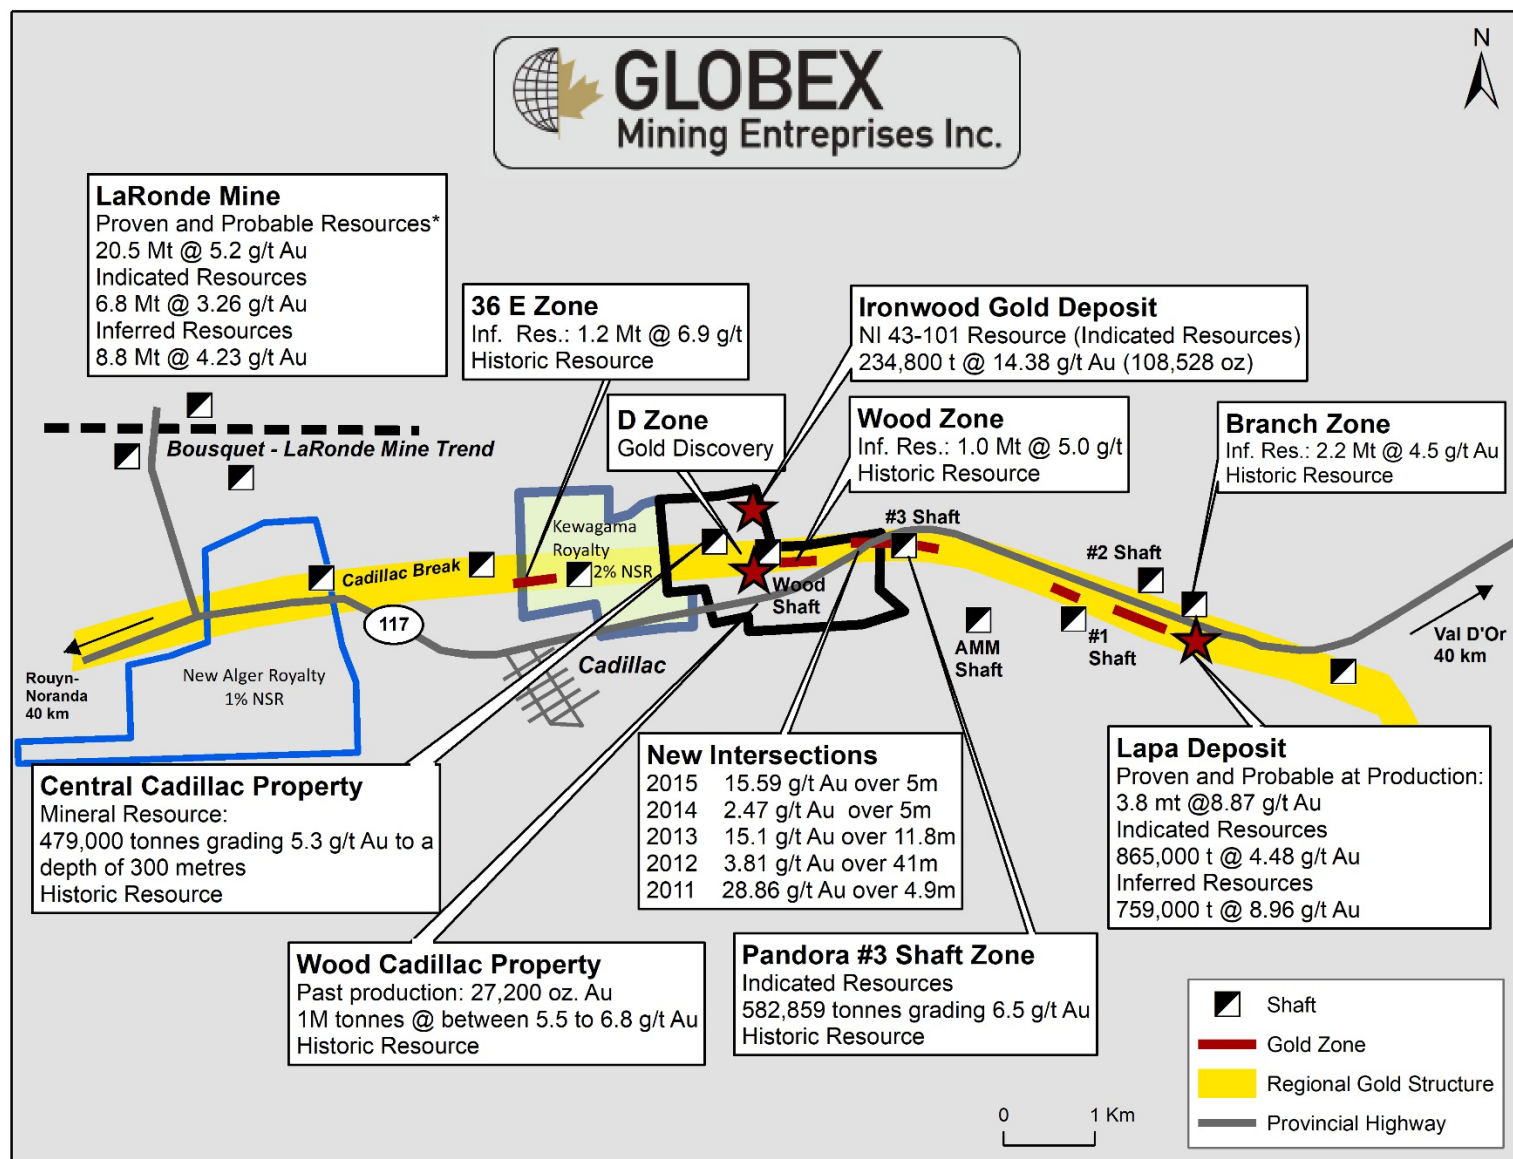 N
GLOBEX
Mining Entreprises Inc.
LaRonde Mine
Proven and Probable Resources*
20.5 Mt @ 5.2 g/t Au
Indicated Resources
6.8 Mt @ 3.26 g/t Au
Inferred Resources
8.8 Mt @ 4.23 g/t Au
36 E Zone
Inf. Res.: 1.2 Mt @ 6.9 g/t
Historic Resource
Ironwood Gold Deposit
NI 43-101 Resource (Indicated Resources)
234,800 t @ 14.38 g/t Au (108,528 oz)
D Zone
Gold Discovery
Wood Zone
Inf. Res.: 1.0 Mt @ 5.0 g/t
Historic Resource
Branch Zone
Inf. Res.: 2.2 Mt @ 4.5 g/t Au
Historic Resource
Bousquet - LaRonde Mine Trend
Kewagama
Royalty
2% NSR
#3 Shaft
#2 Shaft
Cadillac Break
Wood
Shaft
117
AMM
Shaft
#1
Shaft
Val D'Or
40 km
Rouyn-
Noranda
40 km
New Alger Royalty
1% NSR
Cadillac
Central Cadillac Property
Mineral Resource:
479,000 tonnes grading 5.3 g/t Au to a
depth of 300 metres
Historic Resource
New Intersections
2015 15.59 g/t Au over 5m
2014 2.47 g/t Au over 5m
2013 15.1 g/t Au over 11.8m
2012 3.81 g/t Au over 41m
2011 28.86 g/t Au over 4.9m
Lapa Deposit
Proven and Probable at Production:
3.8 mt @8.87 g/t Au
Indicated Resources
865,000 t @ 4.48 g/t Au
Inferred Resources
759,000 t @ 8.96 g/t Au
Wood Cadillac Property
Past production: 27,200 oz. Au
1M tonnes @ between 5.5 to 6.8 g/t Au
Historic Resource
Pandora #3 Shaft Zone
Indicated Resources
582,859 tonnes grading 6.5 g/t Au
Historic Resource
Shaft
Gold Zone
Regional Gold Structure
Provincial Highway
0 1 Km